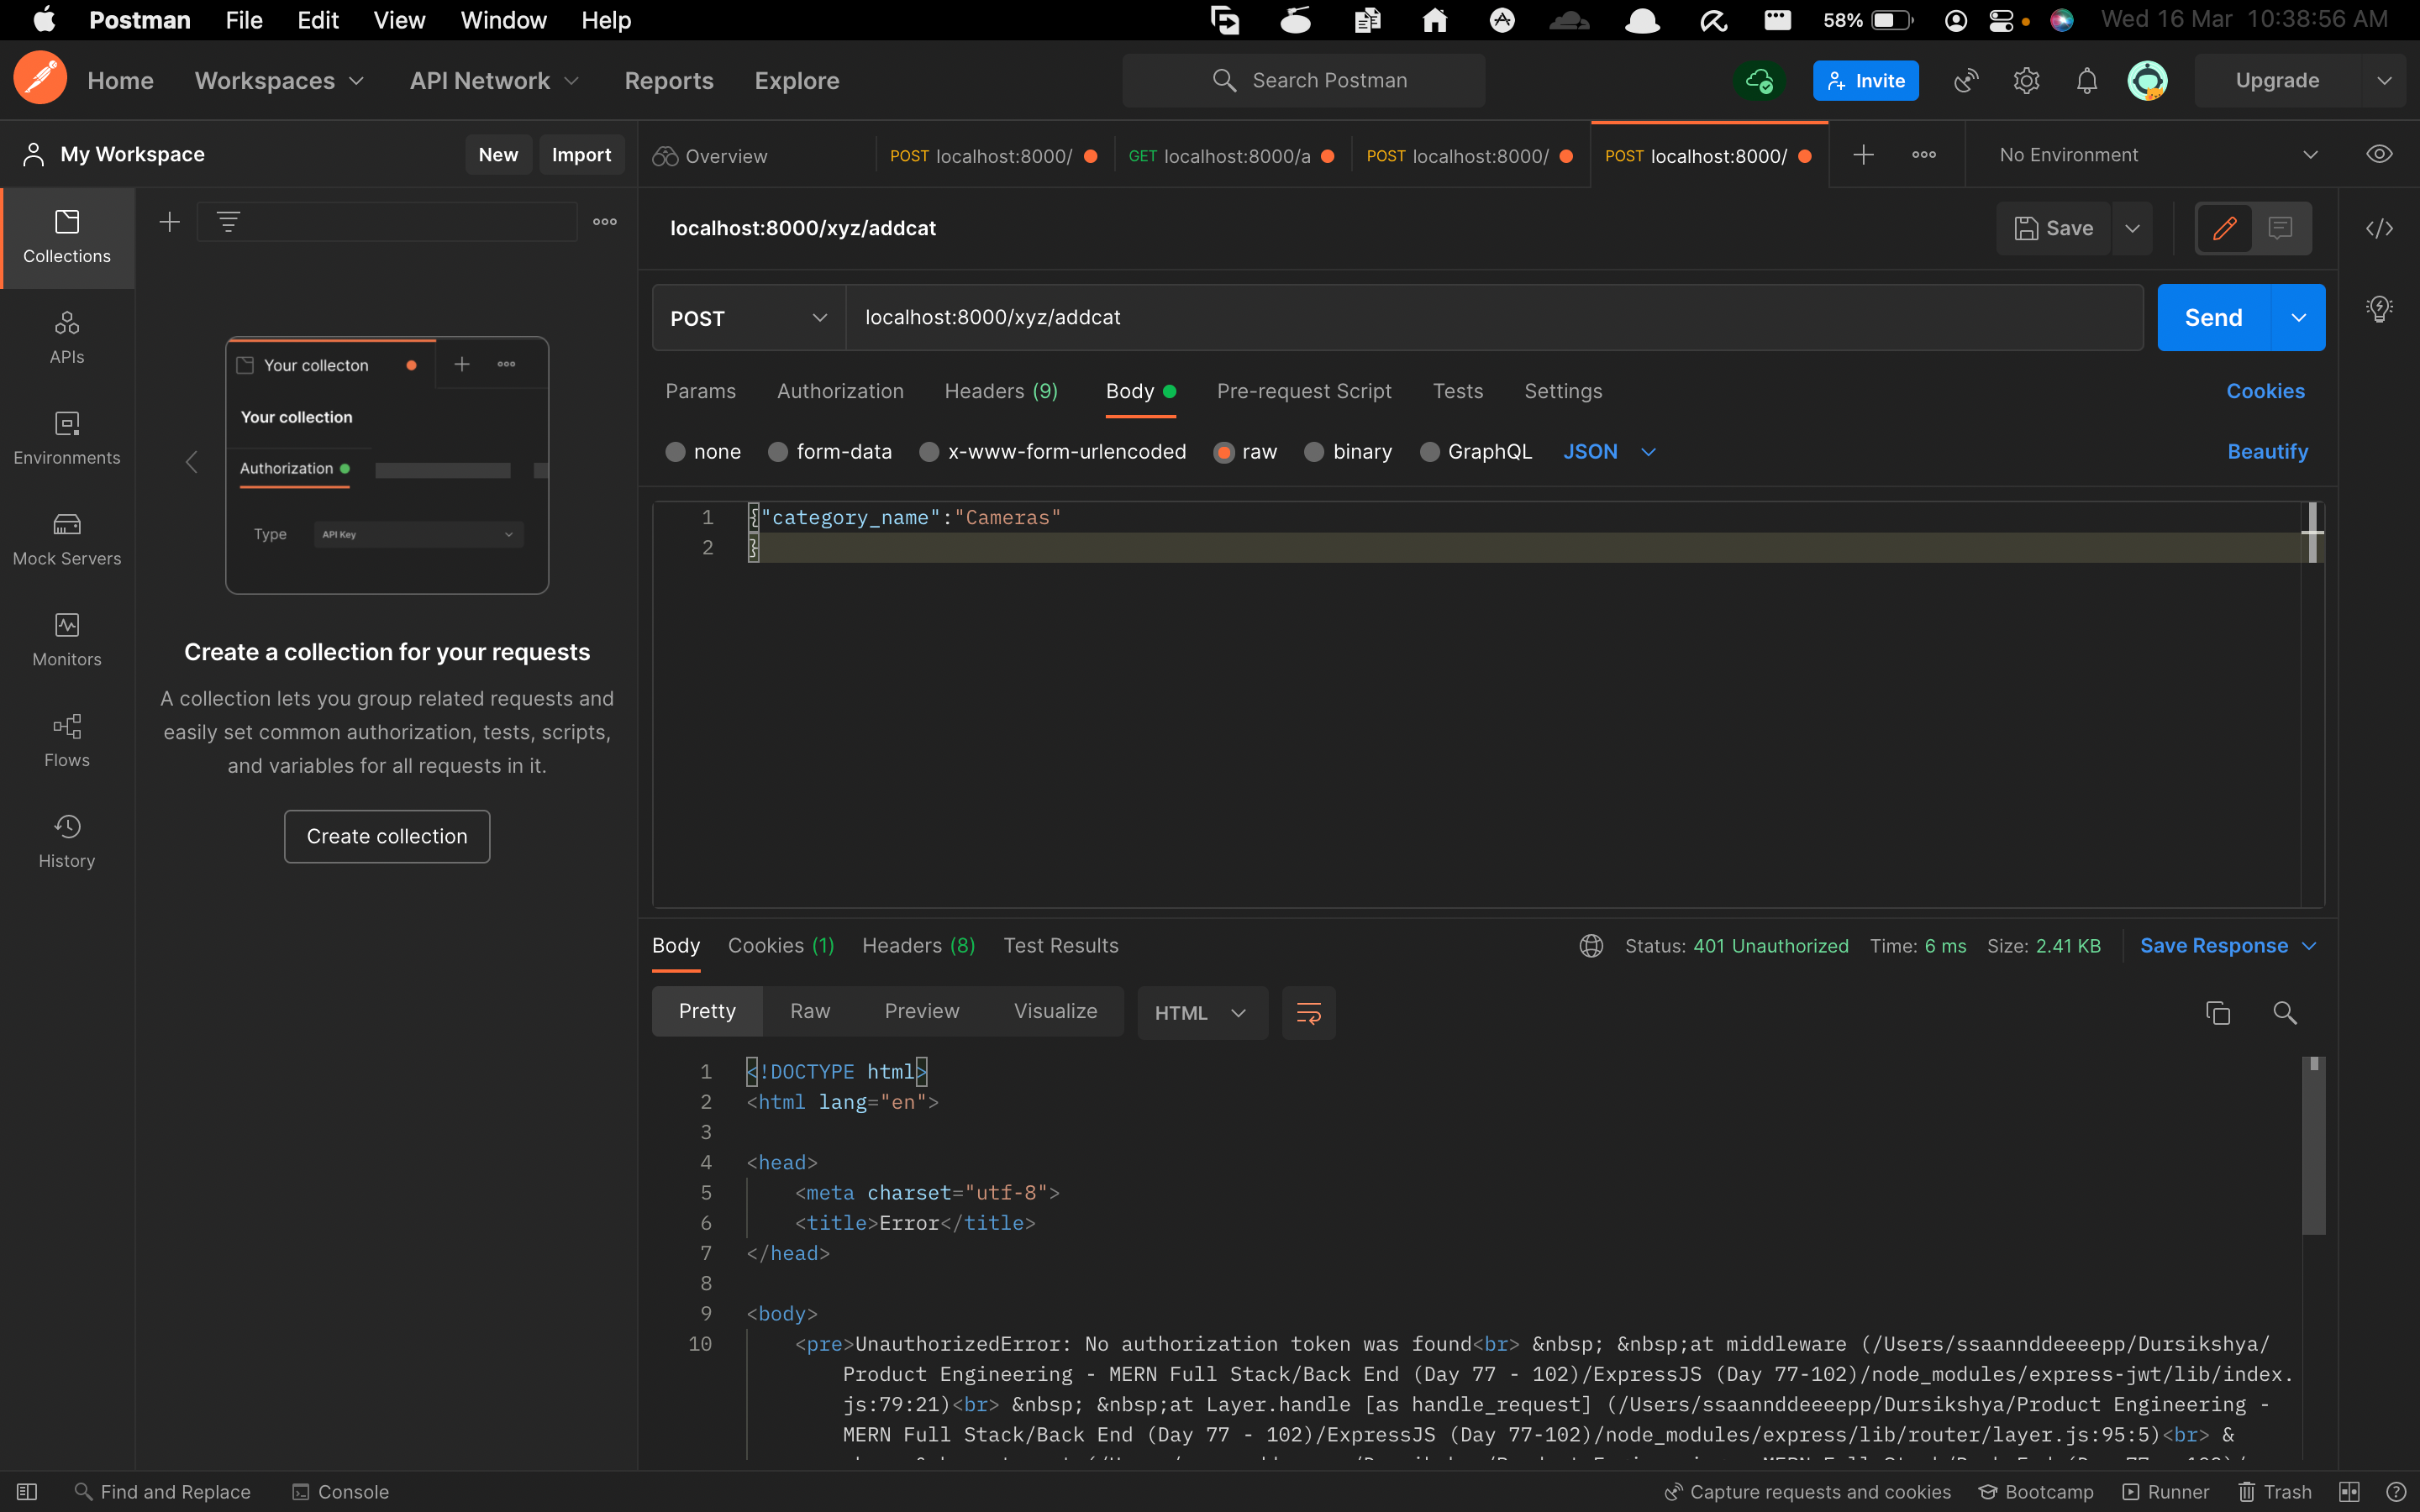 Postman File Edit View Window Help 58% Wed 16 Mar 10:38:56 AM
Home Workspaces API Network Reports Explore Search Postman Invite Upgrade
My Workspace New Import Overview POST localhost:8000/ GET localhost:8000/a POST localhost:8000/ POST localhost:8000/ No Environment
Collections
APIs
Environments
Mock Servers
Monitors
Flows
History
Your collecton
Your collection
Authorization
Type API Key
Create a collection for your requests
A collection lets you group related requests and
easily set common authorization, tests, scripts,
and variables for all requests in it.
Create collection
localhost:8000/xyz/addcat Save
POST localhost:8000/xyz/addcat Send
Params Authorization Headers (9) Body Pre-request Script Tests Settings Cookies
none form-data x-www-form-urlencoded raw binary GraphQL JSON Beautify
1 {"category_name":"Cameras"
2 }
Body Cookies (1) Headers (8) Test Results Status: 401 Unauthorized Time: 6 ms Size: 2.41 KB Save Response
Pretty Raw Preview Visualize HTML
1 <!DOCTYPE html>
2 <html lang="en">
3
4 <head>
5 <meta charset="utf-8">
6 <title>Error</title>
7 </head>
8
9 <body>
10 <pre>UnauthorizedError: No authorization token was found<br> &nbsp; &nbsp;at middleware (/Users/ssaannddeeeepp/Dursikshya/
Product Engineering - MERN Full Stack/Back End (Day 77 - 102)/ExpressJS (Day 77-102)/node_modules/express-jwt/lib/index.
js:79:21)<br> &nbsp; &nbsp;at Layer.handle [as handle_request] (/Users/ssaannddeeeepp/Dursikshya/Product Engineering -
MERN Full Stack/Back End (Day 77 - 102)/ExpressJS (Day 77-102)/node_modules/express/lib/router/layer.js:95:5)<br> &
Find and Replace Console Capture requests and cookies Bootcamp Runner Trash